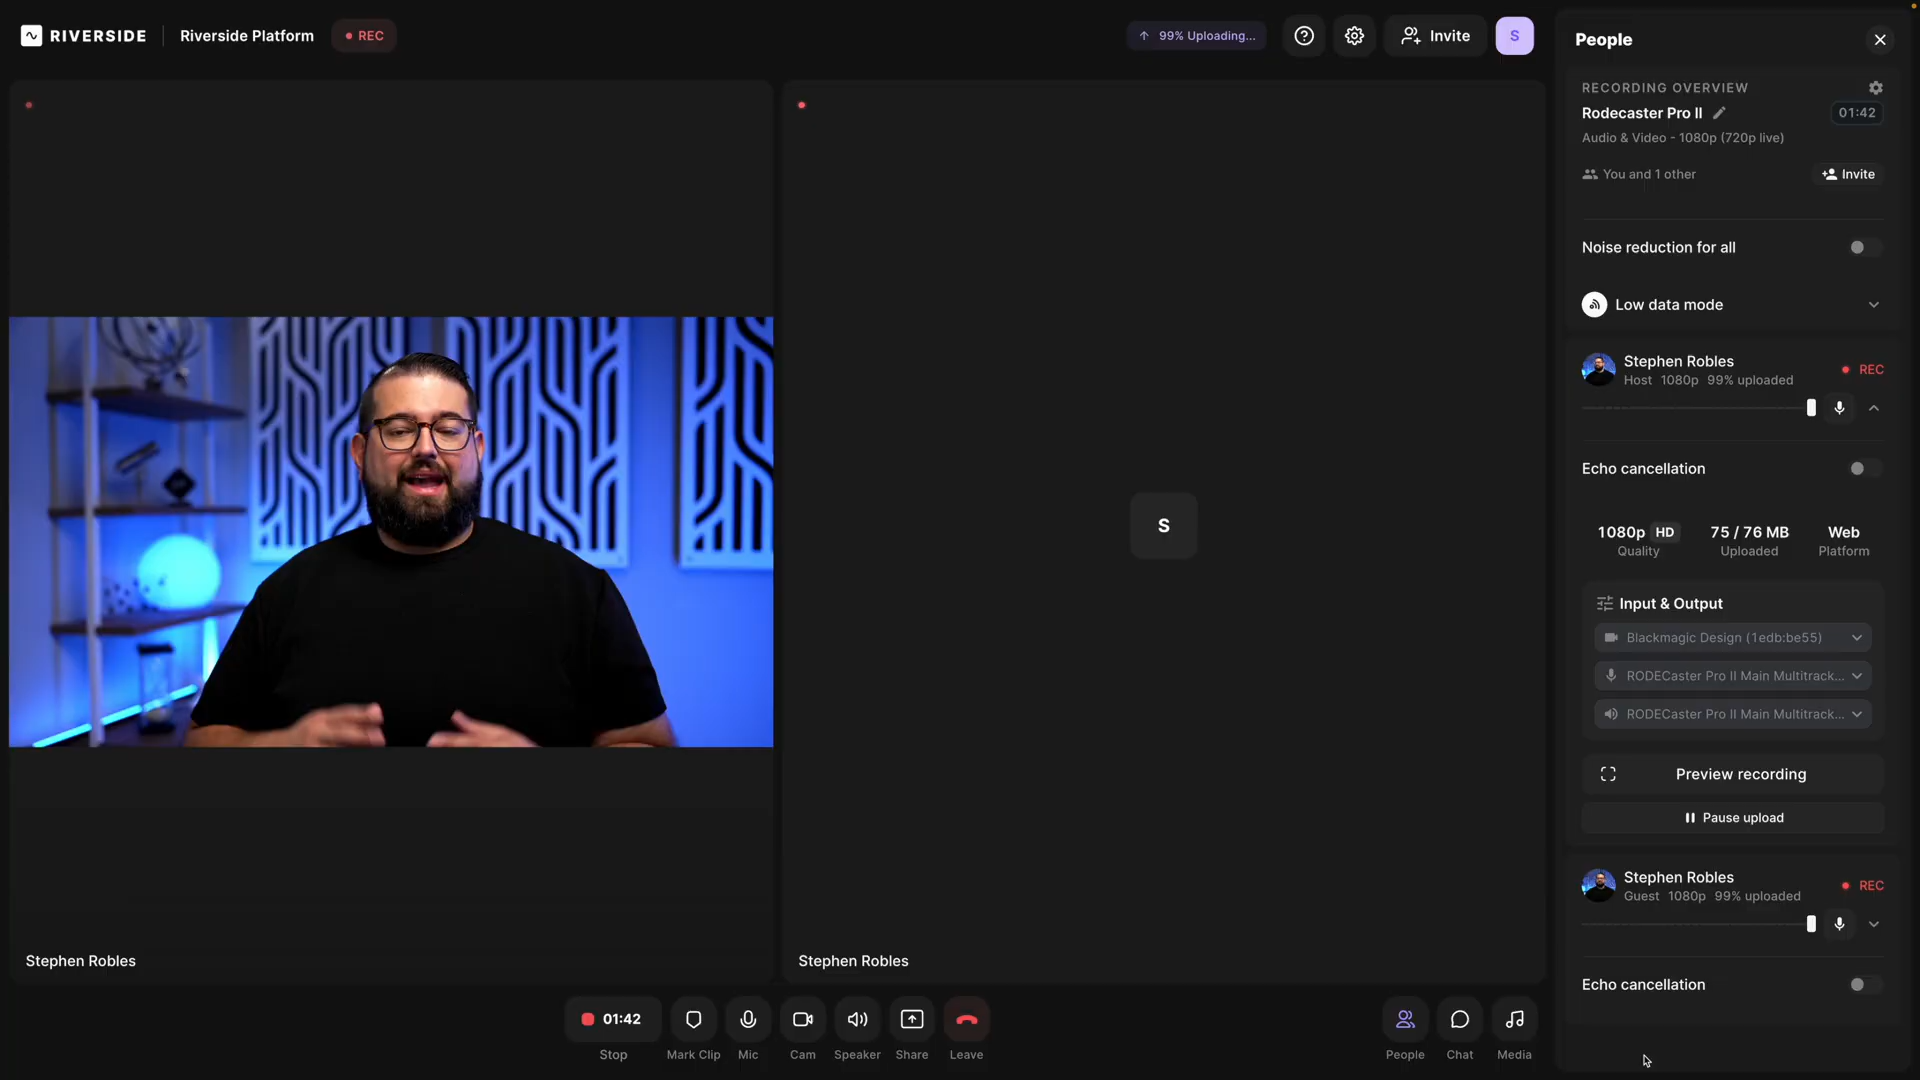 RIVERSIDE
Riverside Platform
REC
99% Uploading...
Invite
S
People
RECORDING OVERVIEW
Rodecaster Pro II
01:42
Audio & Video - 1080p (720p live)
You and 1 other
Invite
Noise reduction for all
Low data mode
Stephen Robles
Host 1080p 99% uploaded
REC
Echo cancellation
1080p HD
Quality
75 / 76 MB
Uploaded
Web
Platform
Input & Output
Blackmagic Design (1edb:be55)
RODECaster Pro II Main Multitrack...
RODECaster Pro II Main Multitrack...
Preview recording
Pause upload
Stephen Robles
Guest 1080p 99% uploaded
REC
Echo cancellation
S
Stephen Robles
Stephen Robles
01:42
Stop
Mark Clip
Mic
Cam
Speaker
Share
Leave
People
Chat
Media